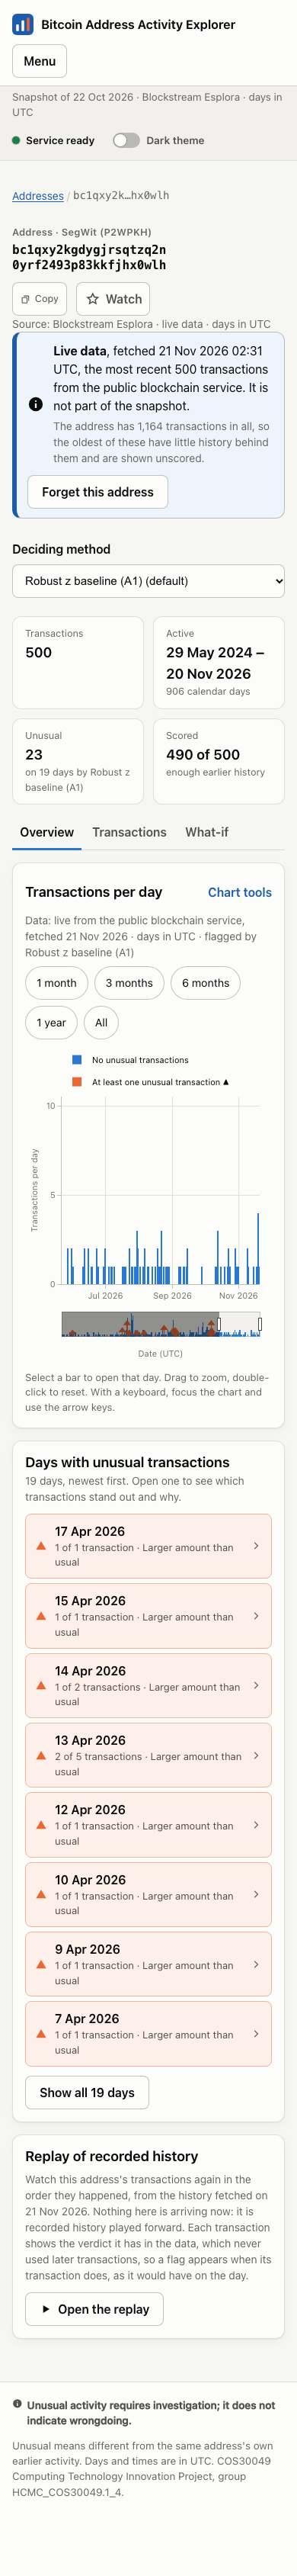 Bitcoin Address Activity Explorer
Menu
Snapshot of 22 Oct 2026 · Blockstream Esplora · days in
UTC
Service ready
Dark theme
Addresses / bc1qxy2k…hx0wlh
Address · SegWit (P2WPKH)
bc1qxy2kgdygjrsqtzq2n
0yrf2493p83kkfjhx0wlh
Copy
Watch
Source: Blockstream Esplora · live data · days in UTC
Live data, fetched 21 Nov 2026 02:31
UTC, the most recent 500 transactions
from the public blockchain service. It is
not part of the snapshot.
The address has 1,164 transactions in all, so
the oldest of these have little history behind
them and are shown unscored.
Forget this address
Deciding method
Robust z baseline (A1) (default)
Transactions
500
Active
29 May 2024 –
20 Nov 2026
906 calendar days
Unusual
23
on 19 days by Robust z
baseline (A1)
Scored
490 of 500
enough earlier history
Overview
Transactions
What-if
Transactions per day
Chart tools
Data: live from the public blockchain service,
fetched 21 Nov 2026 · days in UTC · flagged by
Robust z baseline (A1)
1 month
3 months
6 months
1 year
All
No unusual transactions
At least one unusual transaction ▲
Transactions per day
10
5
0
Jul 2026
Sep 2026
Nov 2026
Date (UTC)
Select a bar to open that day. Drag to zoom, double-
click to reset. With a keyboard, focus the chart and
use the arrow keys.
Days with unusual transactions
19 days, newest first. Open one to see which
transactions stand out and why.
17 Apr 2026
1 of 1 transaction · Larger amount than
usual
15 Apr 2026
1 of 1 transaction · Larger amount than
usual
14 Apr 2026
1 of 2 transactions · Larger amount than
usual
13 Apr 2026
2 of 5 transactions · Larger amount than
usual
12 Apr 2026
1 of 1 transaction · Larger amount than
usual
10 Apr 2026
1 of 1 transaction · Larger amount than
usual
9 Apr 2026
1 of 1 transaction · Larger amount than
usual
7 Apr 2026
1 of 1 transaction · Larger amount than
usual
Show all 19 days
Replay of recorded history
Watch this address's transactions again in the
order they happened, from the history fetched on
21 Nov 2026. Nothing here is arriving now: it is
recorded history played forward. Each transaction
shows the verdict it has in the data, which never
used later transactions, so a flag appears when its
transaction does, as it would have on the day.
Open the replay
Unusual activity requires investigation; it does not
indicate wrongdoing.
Unusual means different from the same address's own
earlier activity. Days and times are in UTC. COS30049
Computing Technology Innovation Project, group
HCMC_COS30049.1_4.